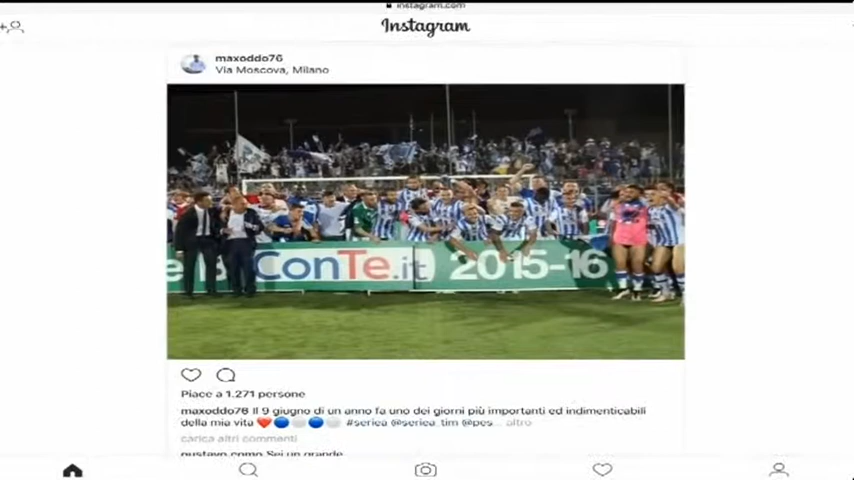 instagram.com
Instagram
maxoddo76
Via Moscova, Milano
ConTe.it 2015-16
Piace a 1.271 persone
maxoddo76 Il 9 giugno di un anno fa uno dei giorni più importanti ed indimenticabili
della mia vita ❤️🔵⚪🔵⚪ #seriea @seriea_tim @pes... altro
carica altri commenti
gustavo.como Sei un grande